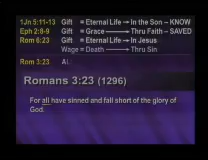 1Jn 5:11-13 Gift = Eternal Life → In the Son – KNOW
Eph 2:8-9 Gift = Grace → Thru Faith – SAVED
Rom 6:23 Gift = Eternal Life → In Jesus
Wage = Death → Thru Sin
Rom 3:23
Romans 3:23 (1296)
For all have sinned and fall short of the glory of
God.